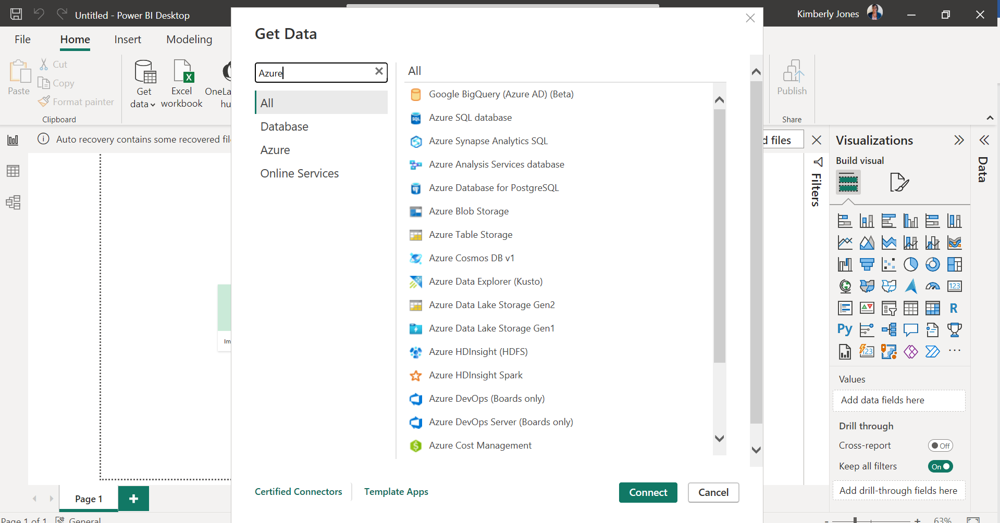 Untitled - Power BI Desktop
Kimberly Jones
File
Home
Insert
Modeling
Paste
Cut
Copy
Format painter
Clipboard
Get
data
Excel
workbook
OneLa
hu
Publish
Share
Auto recovery contains some recovered fil
d files
Get Data
Azure
All
Database
Azure
Online Services
All
Google BigQuery (Azure AD) (Beta)
Azure SQL database
Azure Synapse Analytics SQL
Azure Analysis Services database
Azure Database for PostgreSQL
Azure Blob Storage
Azure Table Storage
Azure Cosmos DB v1
Azure Data Explorer (Kusto)
Azure Data Lake Storage Gen2
Azure Data Lake Storage Gen1
Azure HDInsight (HDFS)
Azure HDInsight Spark
Azure DevOps (Boards only)
Azure DevOps Server (Boards only)
Azure Cost Management
Certified Connectors
Template Apps
Connect
Cancel
Im
Filters
Visualizations
Build visual
SQL
123
R
Py
123
Values
Add data fields here
Drill through
Cross-report
Off
Keep all filters
On
Add drill-through fields here
Data
Page 1
Page 1 of 1
General
63%